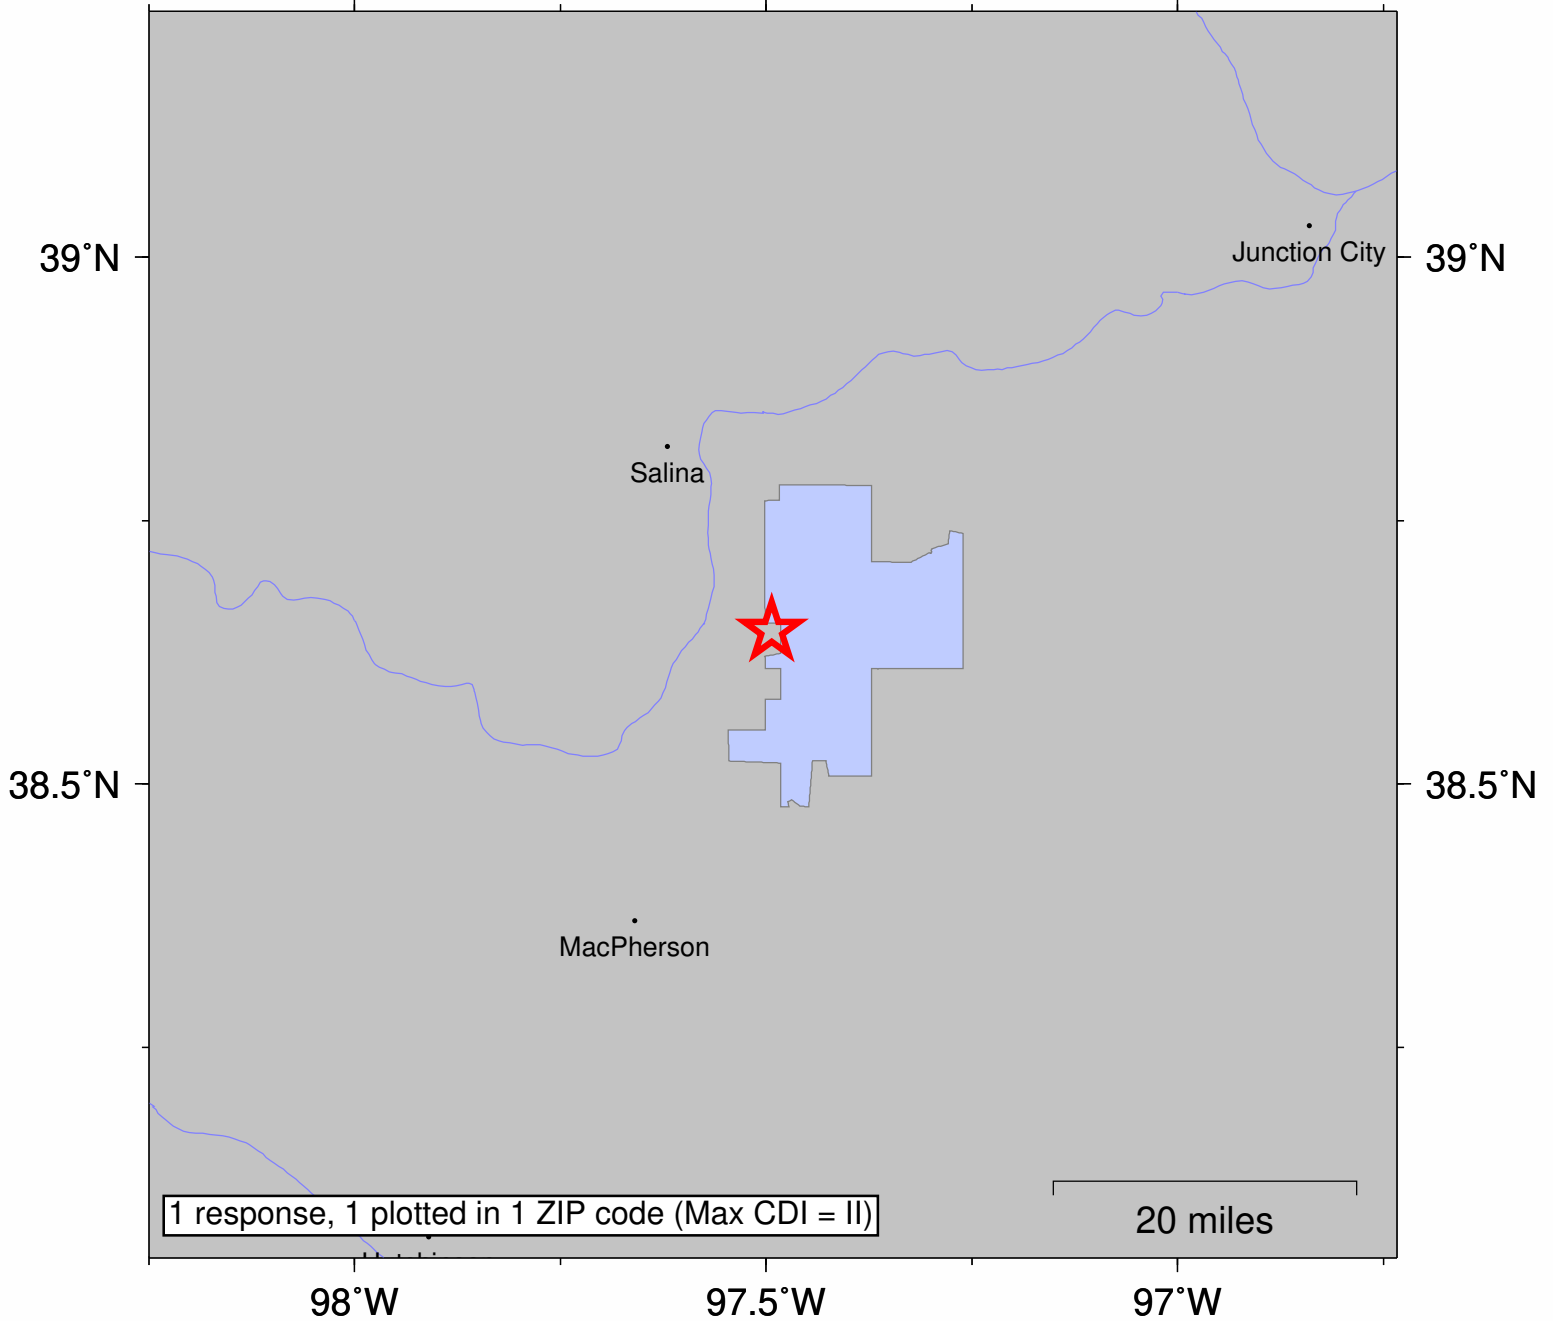 39˚N
39˚N
Junction City
Salina
38.5˚N
38.5˚N
MacPherson
1 response, 1 plotted in 1 ZIP code (Max CDI = II)
20 miles
98˚W
97.5˚W
97˚W